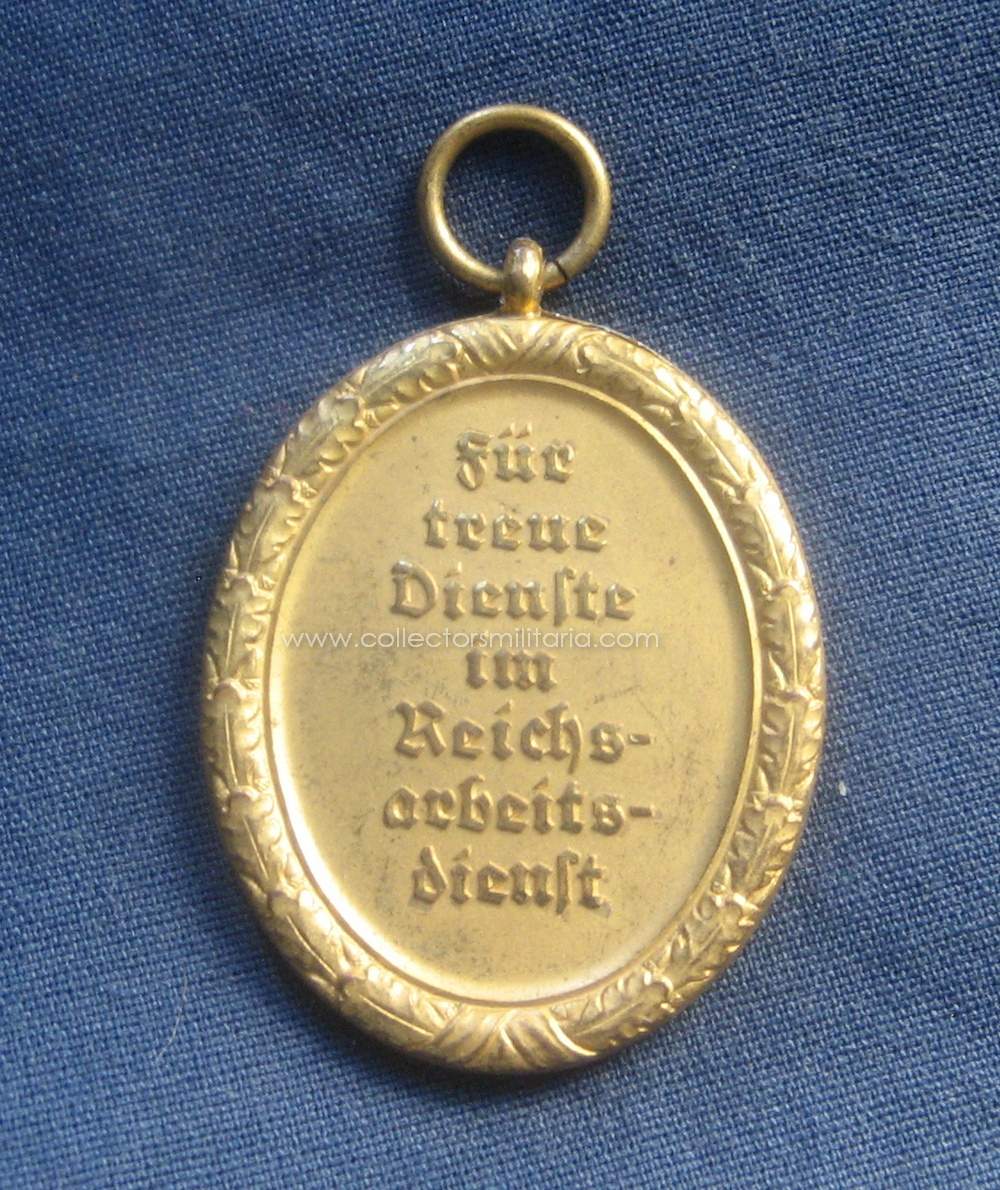 Für
treue
Dienste
www.collectorsmilitaria.com
im
Reichs-
arbeits-
dienst